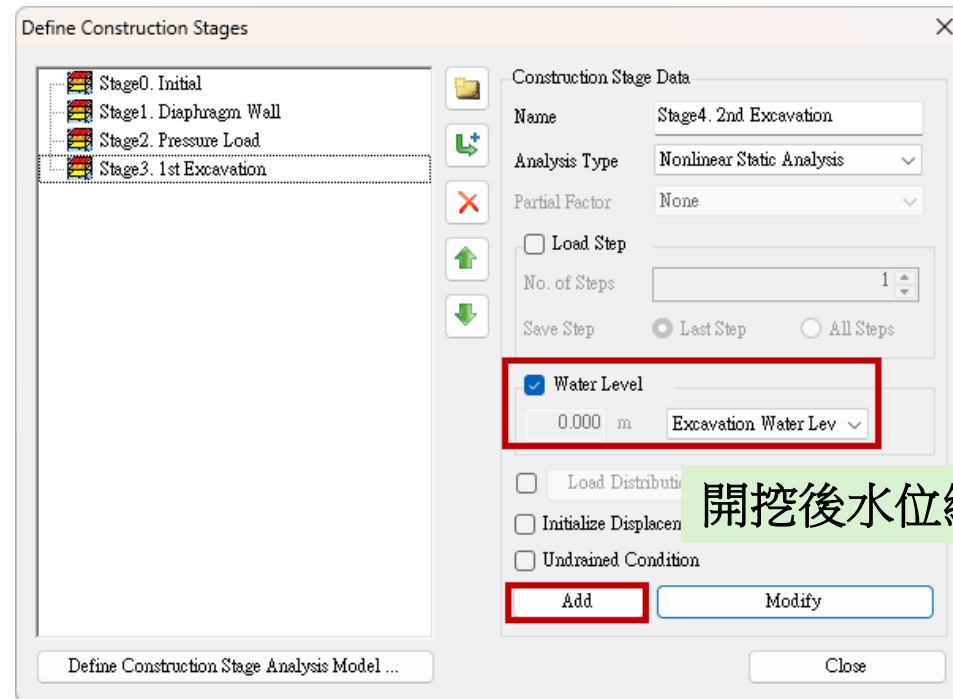 Define Construction Stages
Stage0. Initial
Stage1. Diaphragm Wall
Stage2. Pressure Load
Stage3. 1st Excavation
Construction Stage Data
Name Stage4. 2nd Excavation
Analysis Type Nonlinear Static Analysis
Partial Factor None
Load Step
No. of Steps 1
Save Step Last Step All Steps
Water Level
0.000 m Excavation Water Lev
Load Distributi
開挖後水位
Initialize Displacem
Undrained Condition
Add Modify
Define Construction Stage Analysis Model ... Close